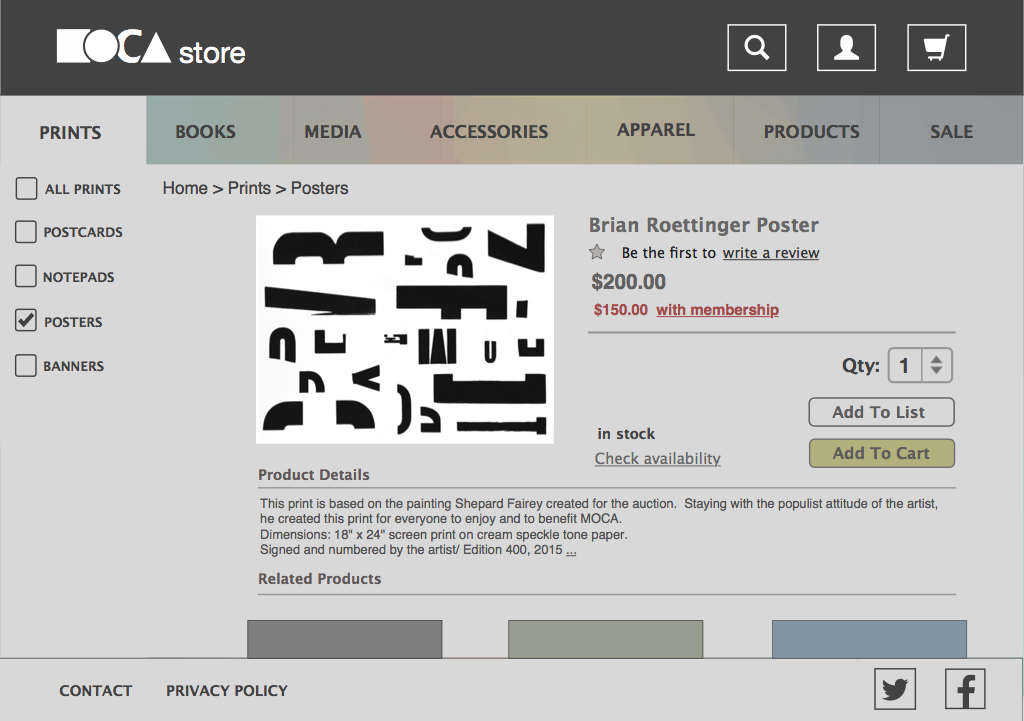 MOCA store
PRINTS
BOOKS
MEDIA
ACCESSORIES
APPAREL
PRODUCTS
SALE
ALL PRINTS
POSTCARDS
NOTEPADS
POSTERS
BANNERS
Home > Prints > Posters
Brian Roettinger Poster
Be the first to write a review
$200.00
$150.00 with membership
Qty: 1
Add To List
in stock
Add To Cart
Check availability
Product Details
This print is based on the painting Shepard Fairey created for the auction. Staying with the populist attitude of the artist,
he created this print for everyone to enjoy and to benefit MOCA.
Dimensions: 18" x 24" screen print on cream speckle tone paper.
Signed and numbered by the artist/ Edition 400, 2015 ...
Related Products
CONTACT
PRIVACY POLICY